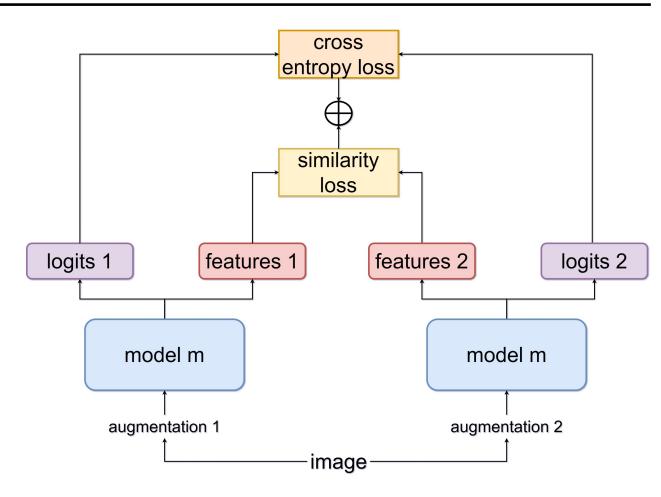 cross
entropy loss
similarity
loss
logits 1
features 1
features 2
logits 2
model m
model m
augmentation 1
augmentation 2
image